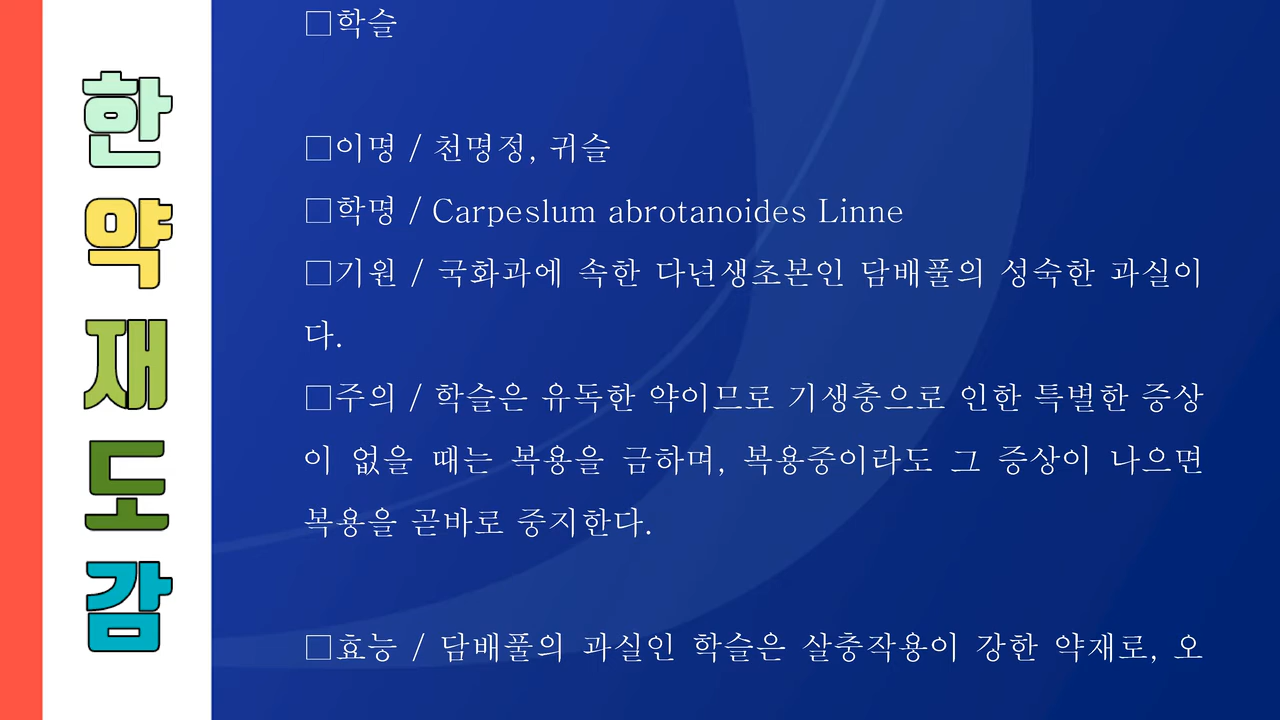 한약재도감
□학슬
□이명 / 천명정, 귀슬
□학명 / Carpeslum abrotanoides Linne
□기원 / 국화과에 속한 다년생초본인 담배풀의 성숙한 과실이
다.
□주의 / 학슬은 유독한 약이므로 기생충으로 인한 특별한 증상
이 없을 때는 복용을 금하며, 복용중이라도 그 증상이 나으면
복용을 곧바로 중지한다.
□효능 / 담배풀의 과실인 학슬은 살충작용이 강한 약재로, 오